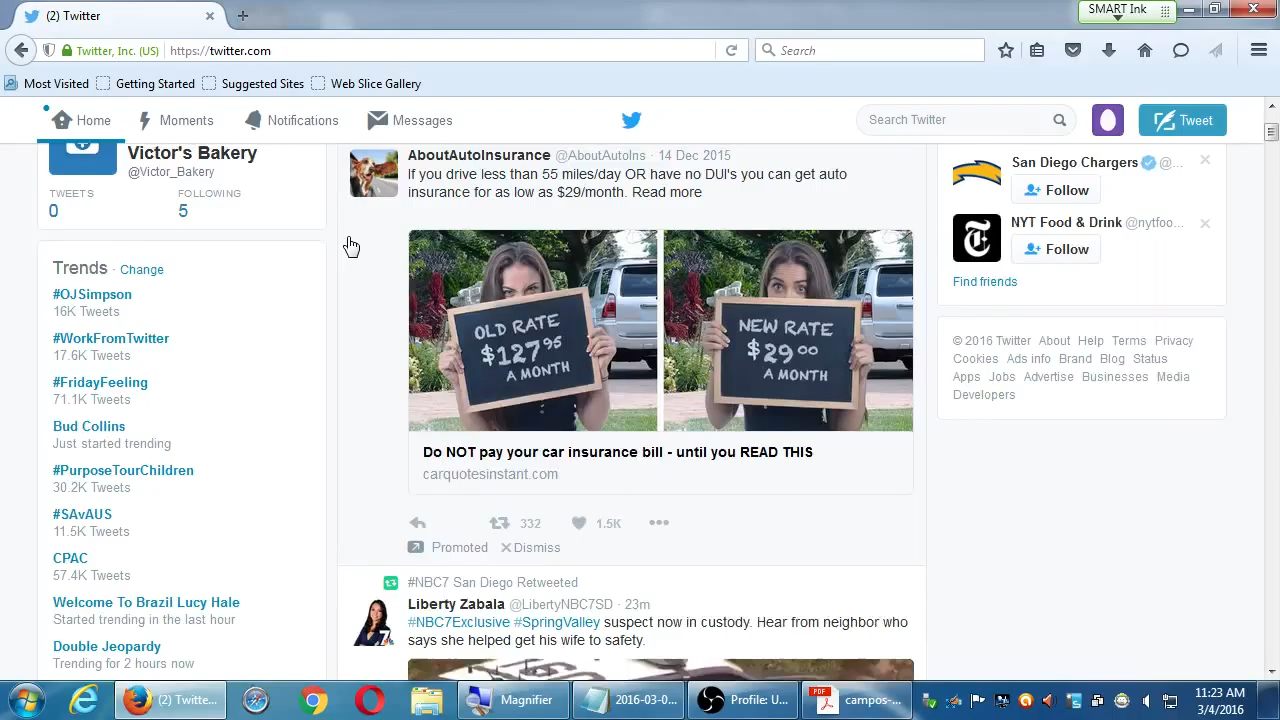 (2) Twitter
SMART Ink
Twitter, Inc. (US)
https://twitter.com
Search
Most Visited
Getting Started
Suggested Sites
Web Slice Gallery
Home
Moments
Notifications
Messages
Search Twitter
Tweet
Victor's Bakery
@Victor_Bakery
TWEETS
FOLLOWING
0
5
Trends · Change
#OJSimpson
16K Tweets
#WorkFromTwitter
17.6K Tweets
#FridayFeeling
71.1K Tweets
Bud Collins
Just started trending
#PurposeTourChildren
30.2K Tweets
#SAvAUS
11.5K Tweets
CPAC
57.4K Tweets
Welcome To Brazil Lucy Hale
Started trending in the last hour
Double Jeopardy
Trending for 2 hours now
AboutAutoInsurance @AboutAutoIns · 14 Dec 2015
If you drive less than 55 miles/day OR have no DUI's you can get auto
insurance for as low as $29/month. Read more
OLD RATE
$127⁹⁵
A MONTH
NEW RATE
$29⁰⁰
A MONTH
Do NOT pay your car insurance bill - until you READ THIS
carquotesinstant.com
332
1.5K
Promoted
Dismiss
#NBC7 San Diego Retweeted
Liberty Zabala @LibertyNBC7SD · 23m
#NBC7Exclusive #SpringValley suspect now in custody. Hear from neighbor who
says she helped get his wife to safety.
San Diego Chargers @...
Follow
NYT Food & Drink @nytfoo...
Follow
Find friends
© 2016 Twitter About Help Terms Privacy
Cookies Ads info Brand Blog Status
Apps Jobs Advertise Businesses Media
Developers
(2) Twitte...
Magnifier
2016-03-0...
Profile: U...
PDF
campos-...
11:23 AM
3/4/2016